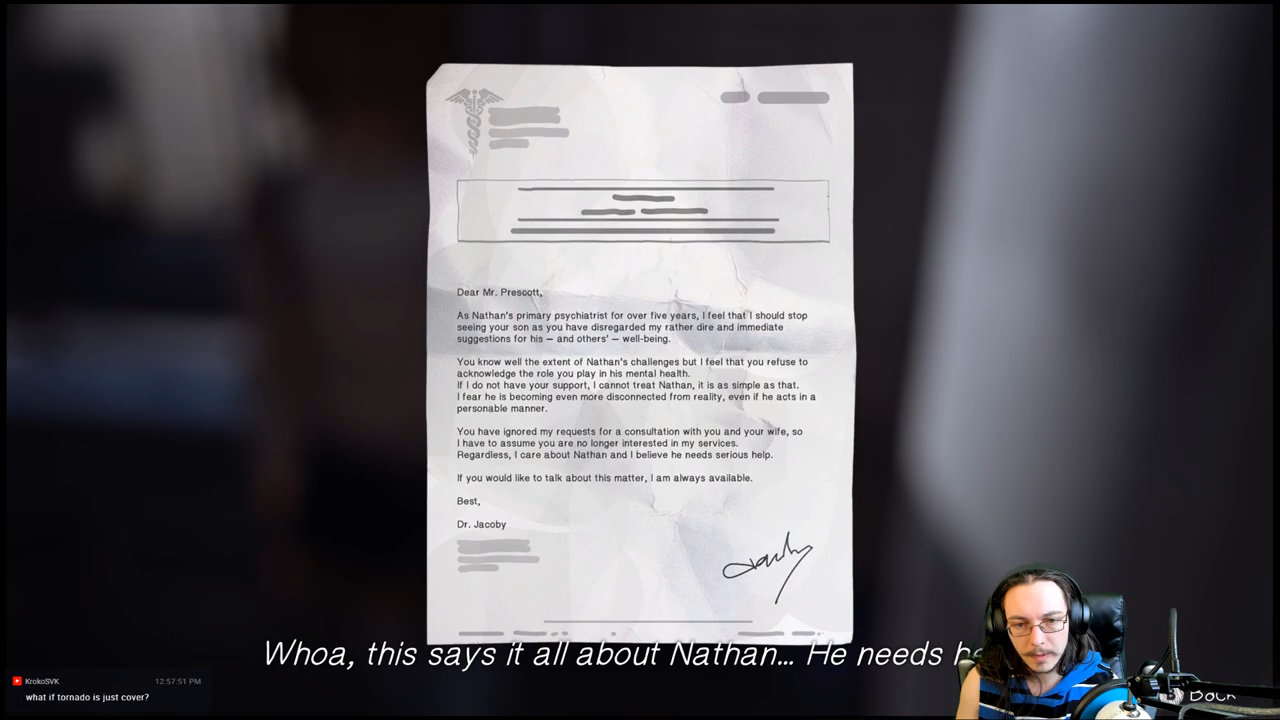 Dear Mr. Prescott,
As Nathan's primary psychiatrist for over five years, I feel that I should stop
seeing your son as you have disregarded my rather dire and immediate
suggestions for his – and others' – well-being.
You know well the extent of Nathan's challenges but I feel that you refuse to
acknowledge the role you play in his mental health.
If I do not have your support, I cannot treat Nathan, it is as simple as that.
I fear he is becoming even more disconnected from reality, even if he acts in a
personable manner.
You have ignored my requests for a consultation with you and your wife, so
I have to assume you are no longer interested in my services.
Regardless, I care about Nathan and I believe he needs serious help.
If you would like to talk about this matter, I am always available.
Best,
Dr. Jacoby
Whoa, this says it all about Nathan... He needs
KrokoSVK 12:57:51 PM
what if tornado is just cover?
Back